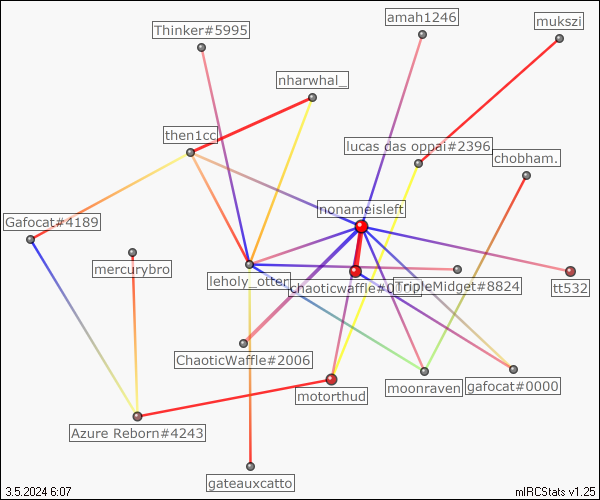 amah1246
mukszi
Thinker#5995
nharwhal_
then1cc
lucas das oppai#2396
chobham.
nonameisleft
Gafocat#4189
mercurybro
leholy_otter
chaoticwaffle#0
TripleMidget#8824
tt532
ChaoticWaffle#2006
motorthud
moonraven
gafocat#0000
Azure Reborn#4243
gateauxcatto
3.5.2024 6:07
mIRCStats v1.25